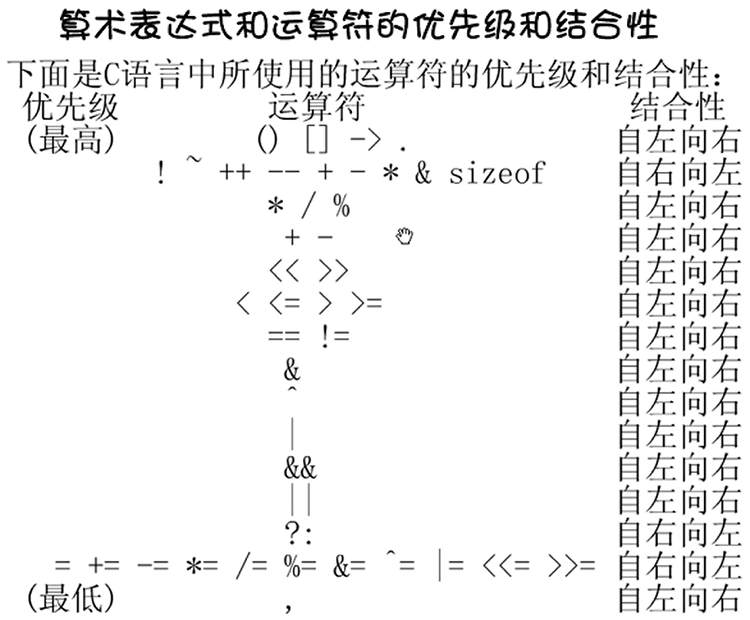 算术表达式和运算符的优先级和结合性
下面是C语言中所使用的运算符的优先级和结合性：
优先级 运算符 结合性
(最高) () [] -> . 自左向右
! ~ ++ -- + - * & sizeof 自右向左
* / % 自左向右
+ - 自左向右
<< >> 自左向右
< <= > >= 自左向右
== != 自左向右
& 自左向右
^ 自左向右
| 自左向右
&& 自左向右
|| 自左向右
?: 自右向左
= += -= *= /= %= &= ^= |= <<= >>= 自右向左
(最低) , 自左向右